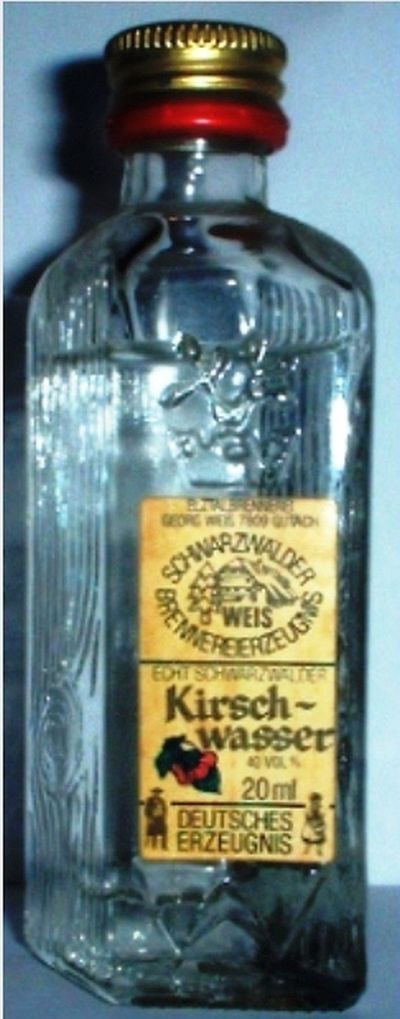 ELZTALBRENNEREI
GEORG WEIS 7809 GUTACH
SCHWARZWÄLDER
WEIS
BRENNEREIERZEUGNIS
ECHT SCHWARZWÄLDER
Kirsch~
wasser
40 VOL %
20 ml
DEUTSCHES
ERZEUGNIS